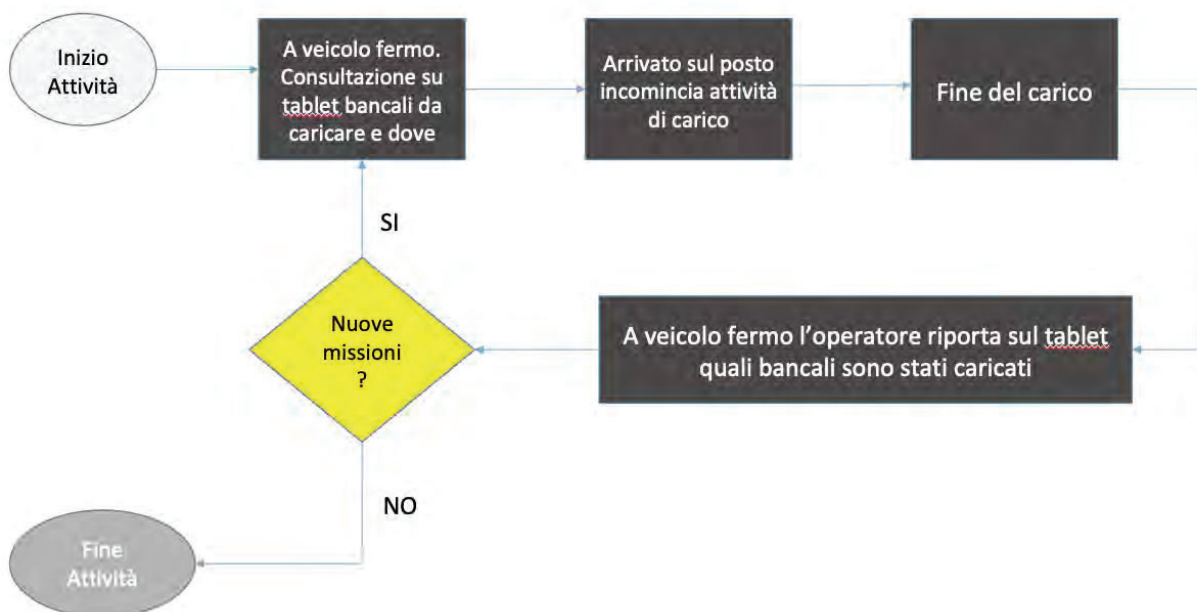 Inizio
Attività
A veicolo fermo.
Consultazione su
tablet bancali da
caricare e dove
Arrivato sul posto
incomincia attività
di carico
Fine del carico
SI
Nuove
missioni
?
A veicolo fermo l'operatore riporta sul tablet
quali bancali sono stati caricati
NO
Fine
Attività